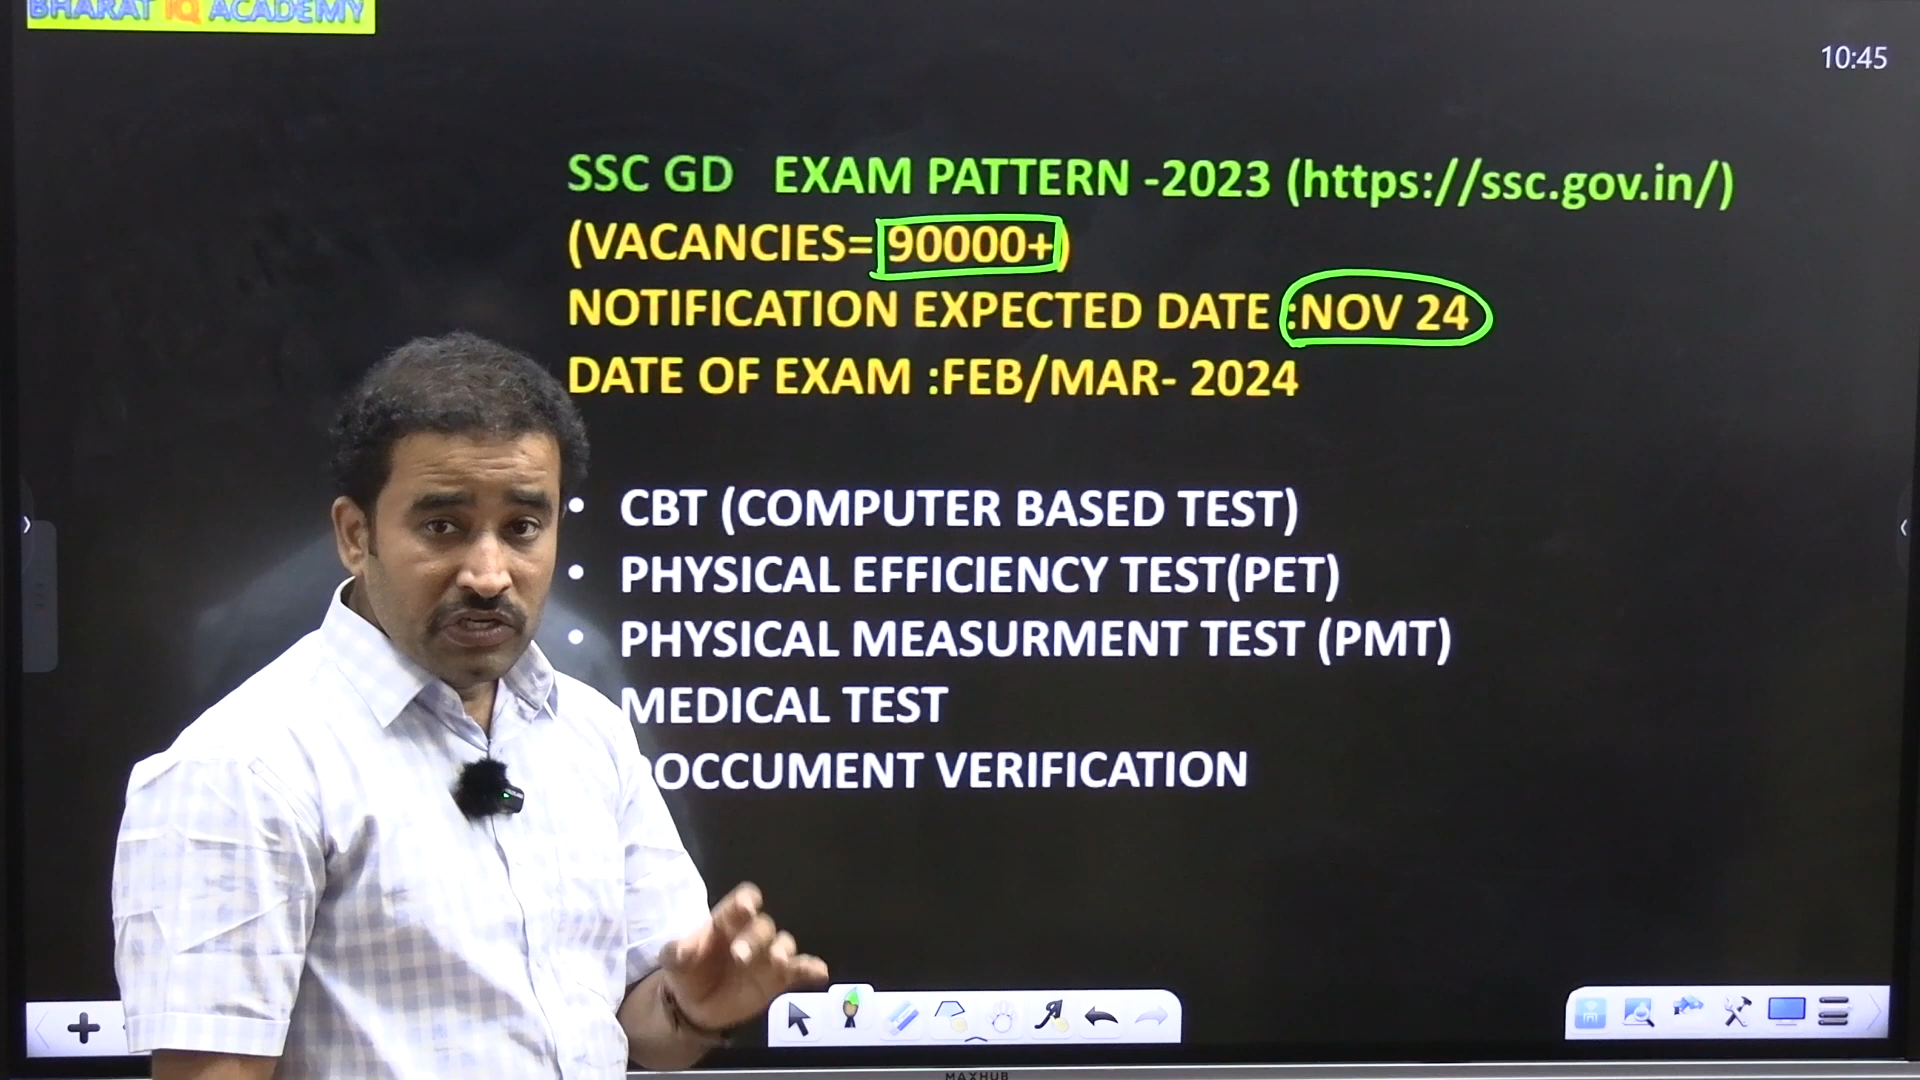 BHARAT IQ ACADEMY
10:45
SSC GD EXAM PATTERN -2023 (https://ssc.gov.in/)
(VACANCIES= 90000+)
NOTIFICATION EXPECTED DATE :NOV 24
DATE OF EXAM :FEB/MAR- 2024
• CBT (COMPUTER BASED TEST)
• PHYSICAL EFFICIENCY TEST(PET)
• PHYSICAL MEASURMENT TEST (PMT)
MEDICAL TEST
DOCCUMENT VERIFICATION
MAXHUB